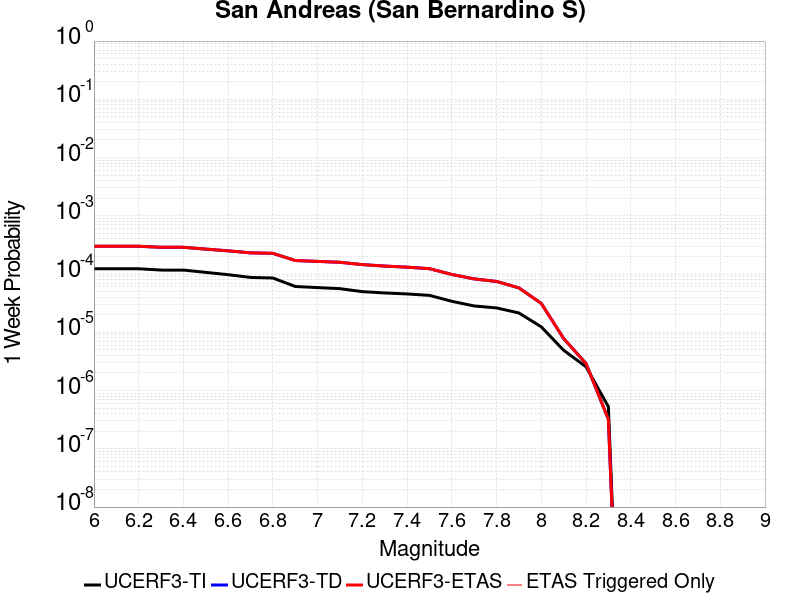 San Andreas (San Bernardino S)
10 0
10 -1
10 -2
10 -3
10 -4
10 -5
10 -6
10 -7
10 -8
1 Week Probability
6 6.2 6.4 6.6 6.8 7 7.2 7.4 7.6 7.8 8 8.2 8.4 8.6 8.8 9
Magnitude
UCERF3-TI UCERF3-TD UCERF3-ETAS ETAS Triggered Only